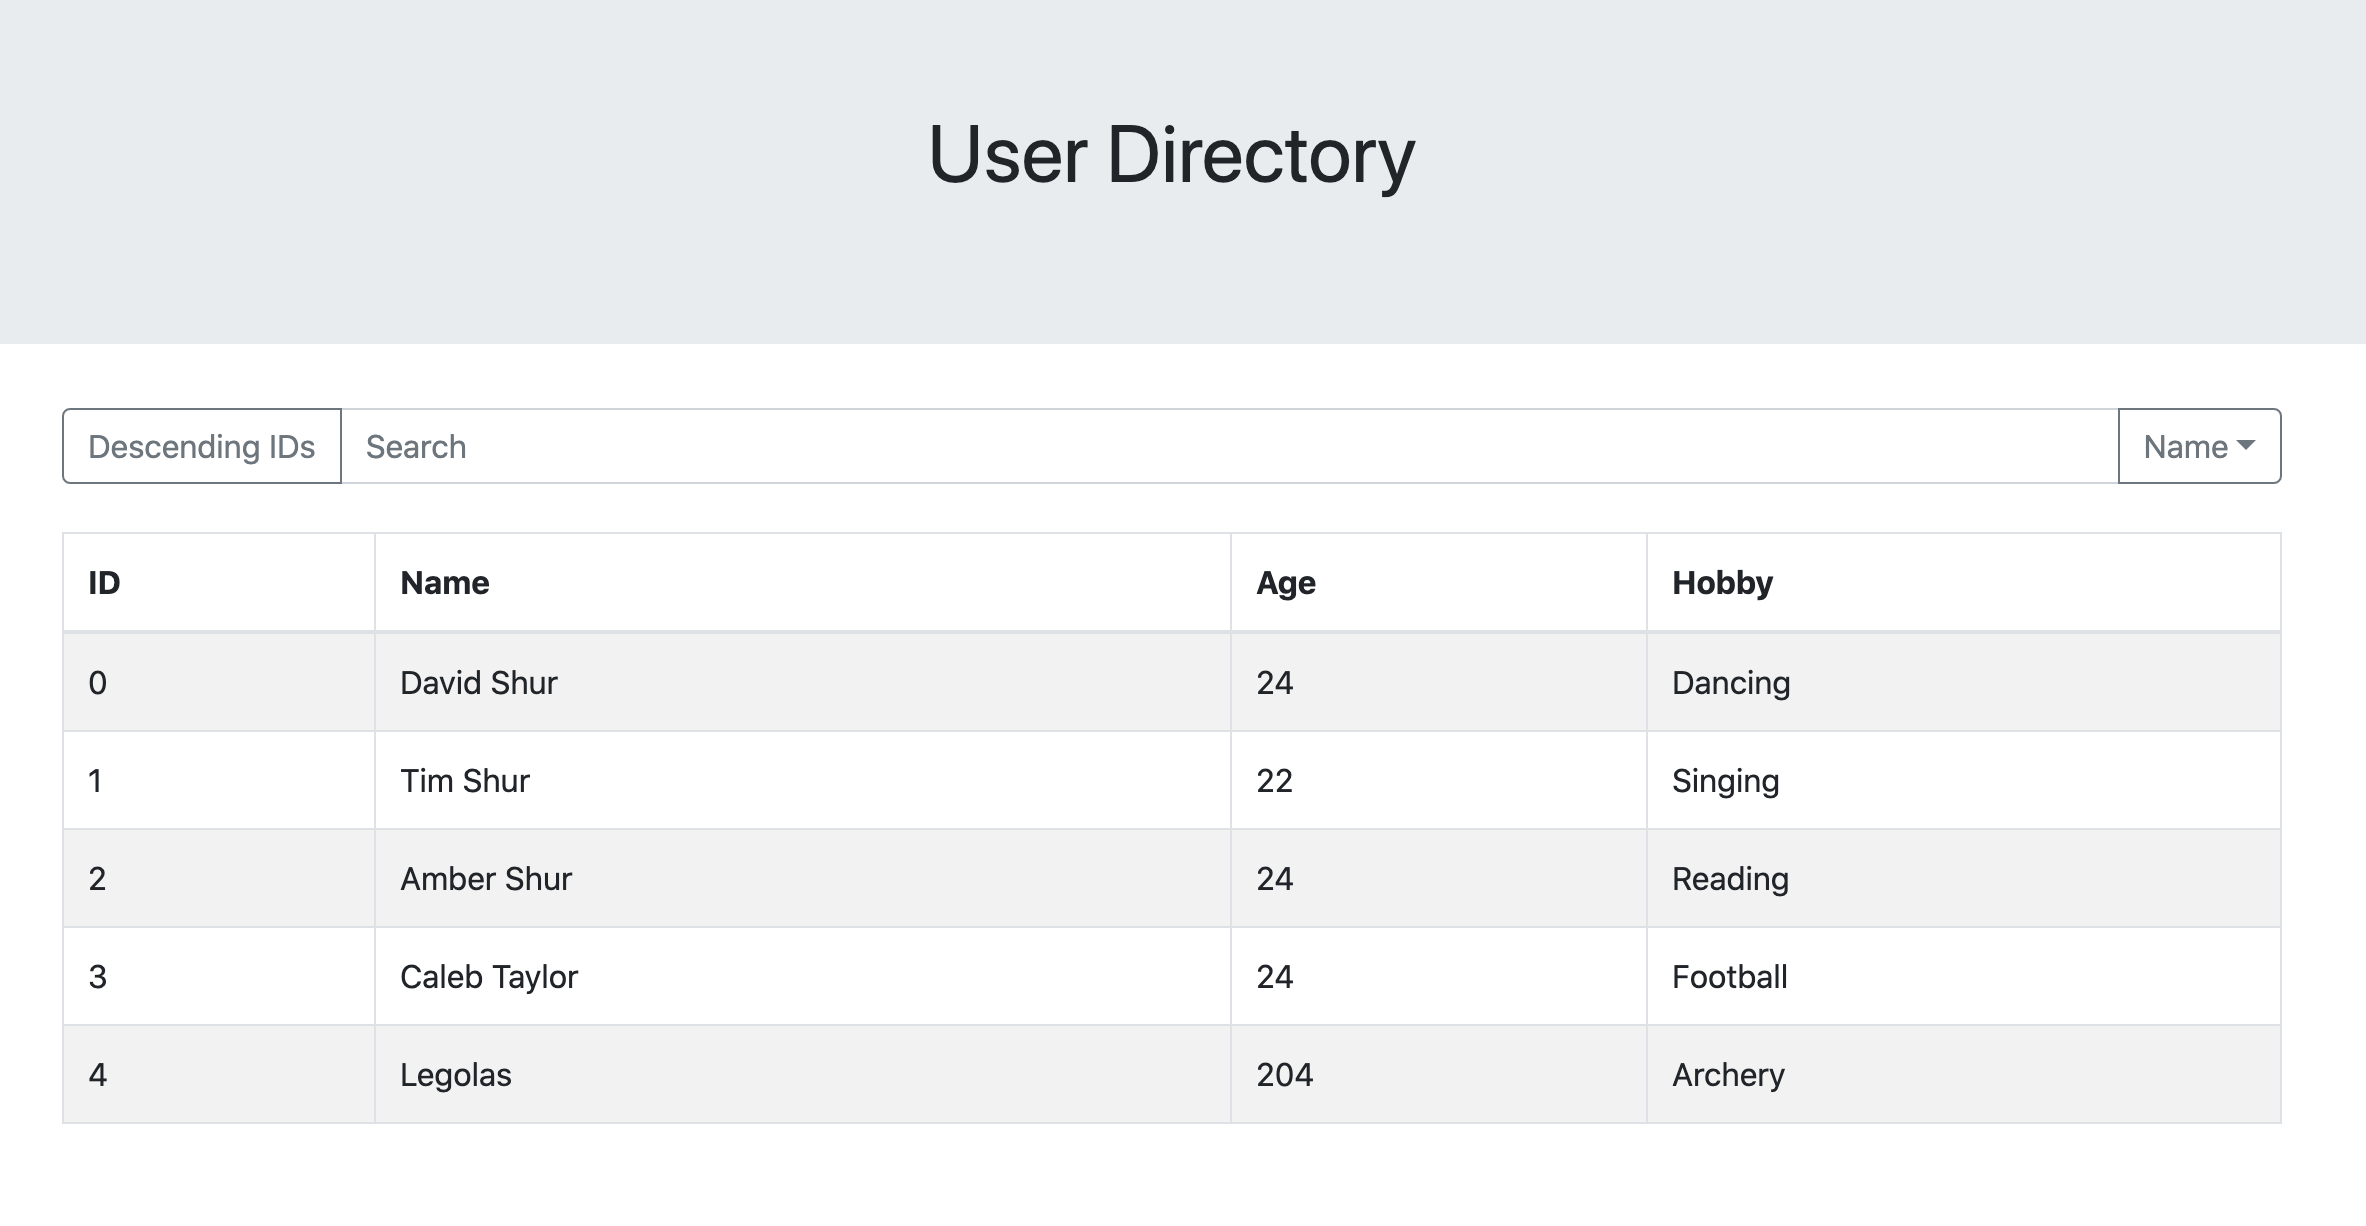 User Directory
Descending IDs Search Name
ID Name Age Hobby
0 David Shur 24 Dancing
1 Tim Shur 22 Singing
2 Amber Shur 24 Reading
3 Caleb Taylor 24 Football
4 Legolas 204 Archery